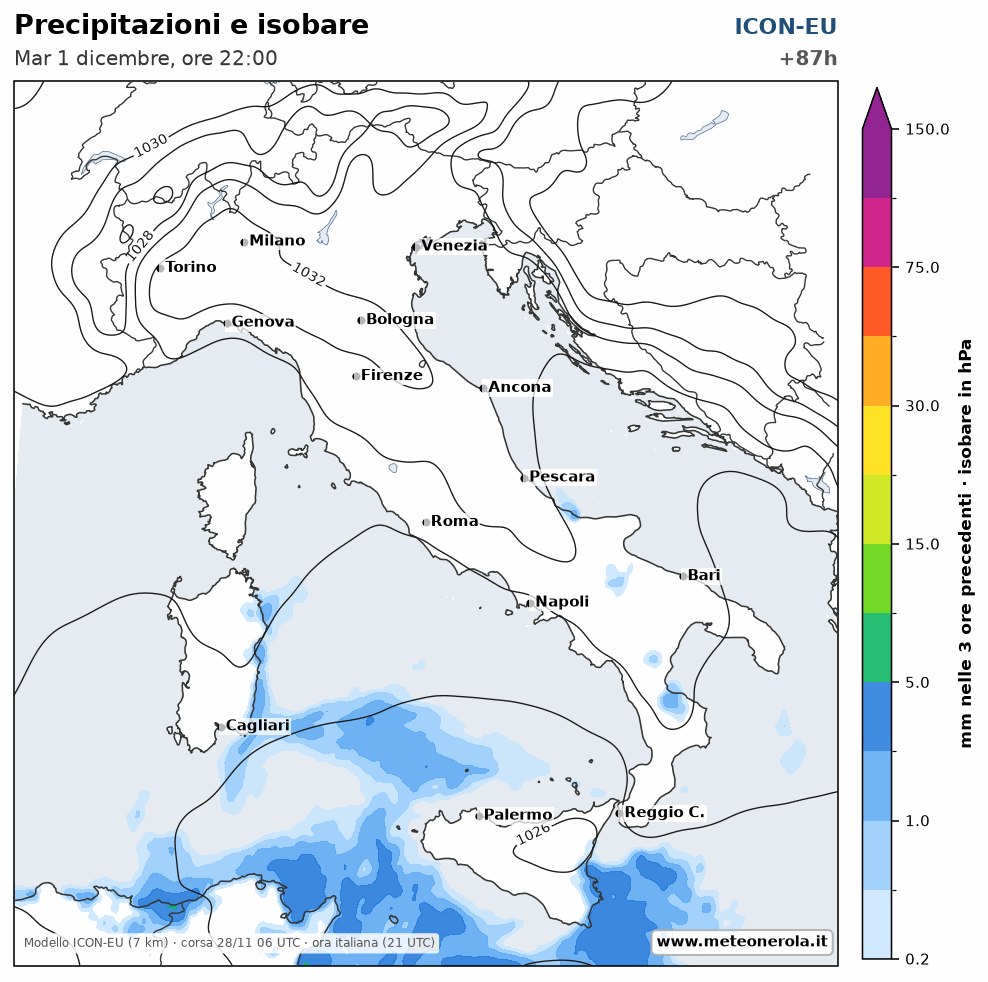 Precipitazioni e isobare
ICON-EU
Mar 1 dicembre, ore 22:00
+87h
1030
1028
1032
Milano
Venezia
Torino
Genova
Bologna
Firenze
Ancona
Pescara
Roma
Bari
Napoli
Cagliari
Palermo
Reggio C.
1026
150.0
75.0
30.0
15.0
5.0
1.0
0.2
mm nelle 3 ore precedenti · isobare in hPa
Modello ICON-EU (7 km) · corsa 28/11 06 UTC · ora italiana (21 UTC)
www.meteonerola.it